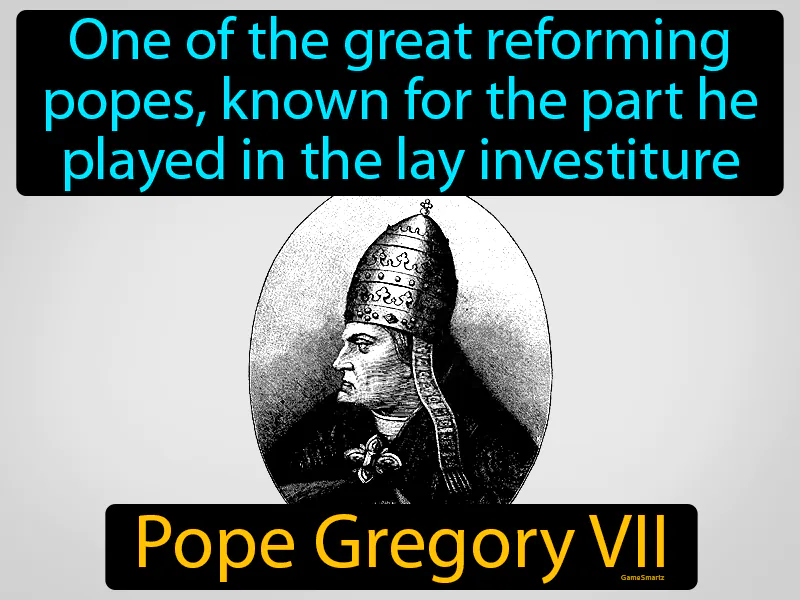 One of the great reforming
popes, known for the part he
played in the lay investiture
Pope Gregory VII
GameSmartz